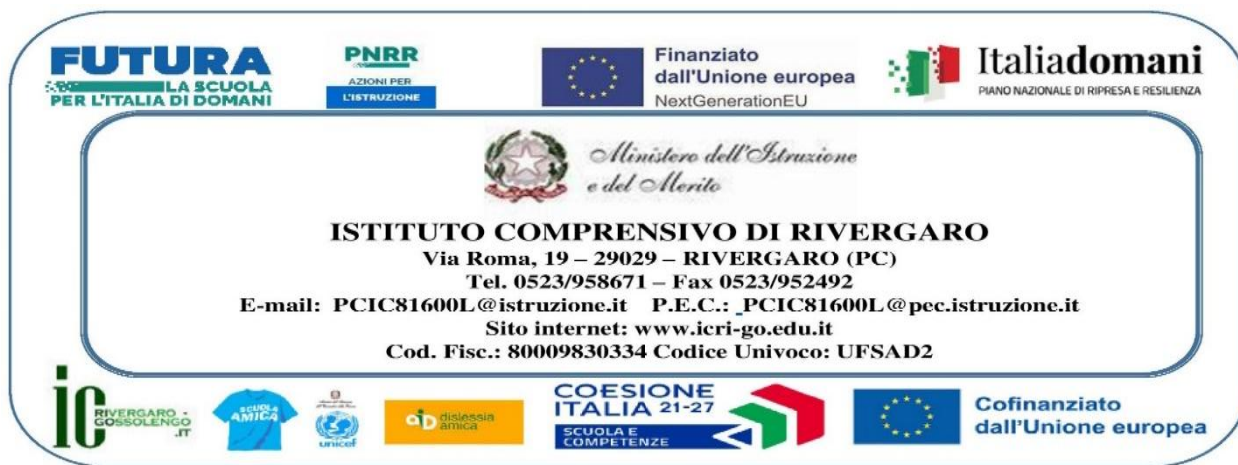 FUTURA
LA SCUOLA
PER L'ITALIA DI DOMANI
PNRR
AZIONI PER
L'ISTRUZIONE
Finanziato
dall'Unione europea
NextGenerationEU
Italiadomani
PIANO NAZIONALE DI RIPRESA E RESILIENZA
Ministero dell'Istruzione
e del Merito
ISTITUTO COMPRENSIVO DI RIVERGARO
Via Roma, 19 – 29029 – RIVERGARO (PC)
Tel. 0523/958671 – Fax 0523/952492
E-mail: PCIC81600L@istruzione.it P.E.C.: PCIC81600L@pec.istruzione.it
Sito internet: www.icri-go.edu.it
Cod. Fisc.: 80009830334 Codice Univoco: UFSAD2
ic
RIVERGARO -
GOSSOLENGO
.IT
SCUOLA
AMICA
unicef
aiD dislessia
amica
COESIONE
ITALIA 21-27
SCUOLA E
COMPETENZE
Cofinanziato
dall'Unione europea